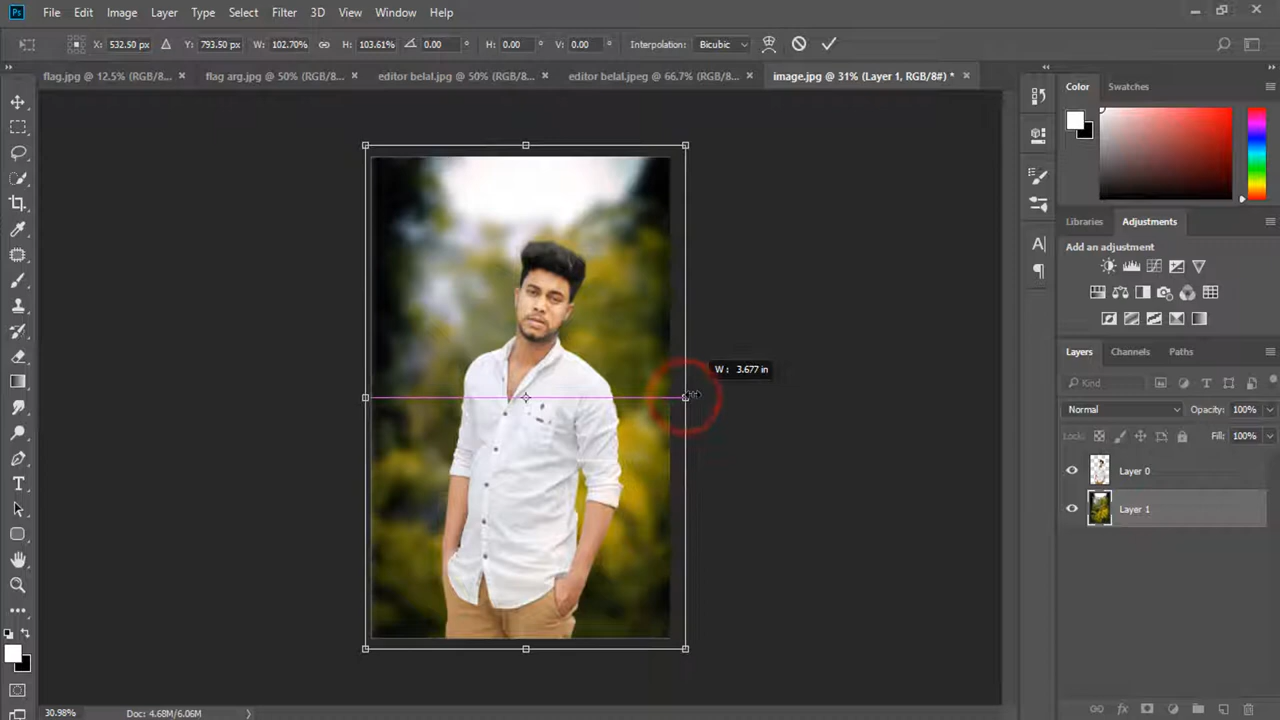 Ps File Edit Image Layer Type Select Filter 3D View Window Help
X: 532.50 px Y: 793.50 px W: 102.70% H: 103.61% 0.00 ° H: 0.00 ° V: 0.00 ° Interpolation: Bicubic
flag.jpg @ 12.5% (RGB/8... × flag arg.jpg @ 50% (RGB/8... × editor belal.jpg @ 50% (RGB/8... × editor belal.jpeg @ 66.7% (RGB/8... × image.jpg @ 31% (Layer 1, RGB/8#) * ×
Color Swatches
Libraries Adjustments
Add an adjustment
Layers Channels Paths
Kind
Normal Opacity: 100%
Lock: Fill: 100%
Layer 0
Layer 1
W: 3.677 in
30.98% Doc: 4.68M/6.06M